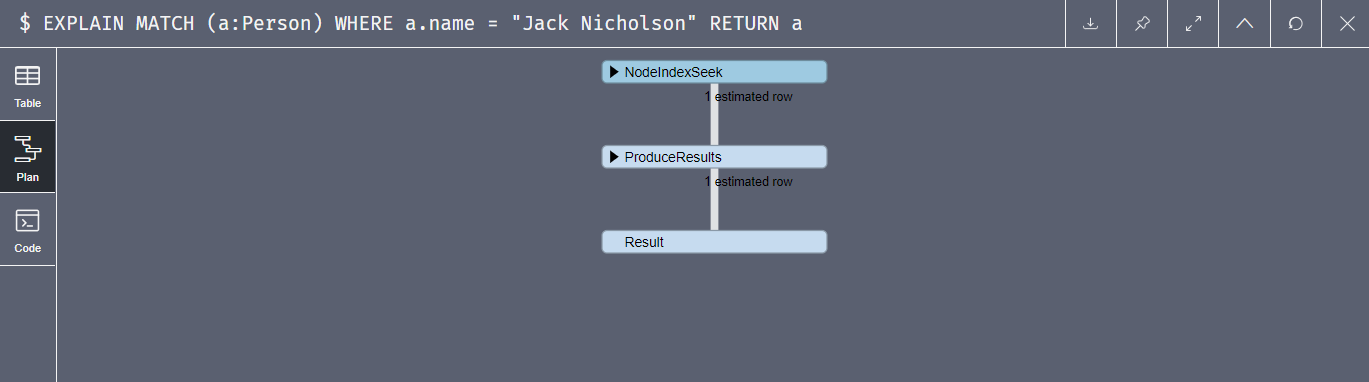 $ EXPLAIN MATCH (a:Person) WHERE a.name = "Jack Nicholson" RETURN a
Table
Plan
Code
NodeIndexSeek
1 estimated row
ProduceResults
1 estimated row
Result